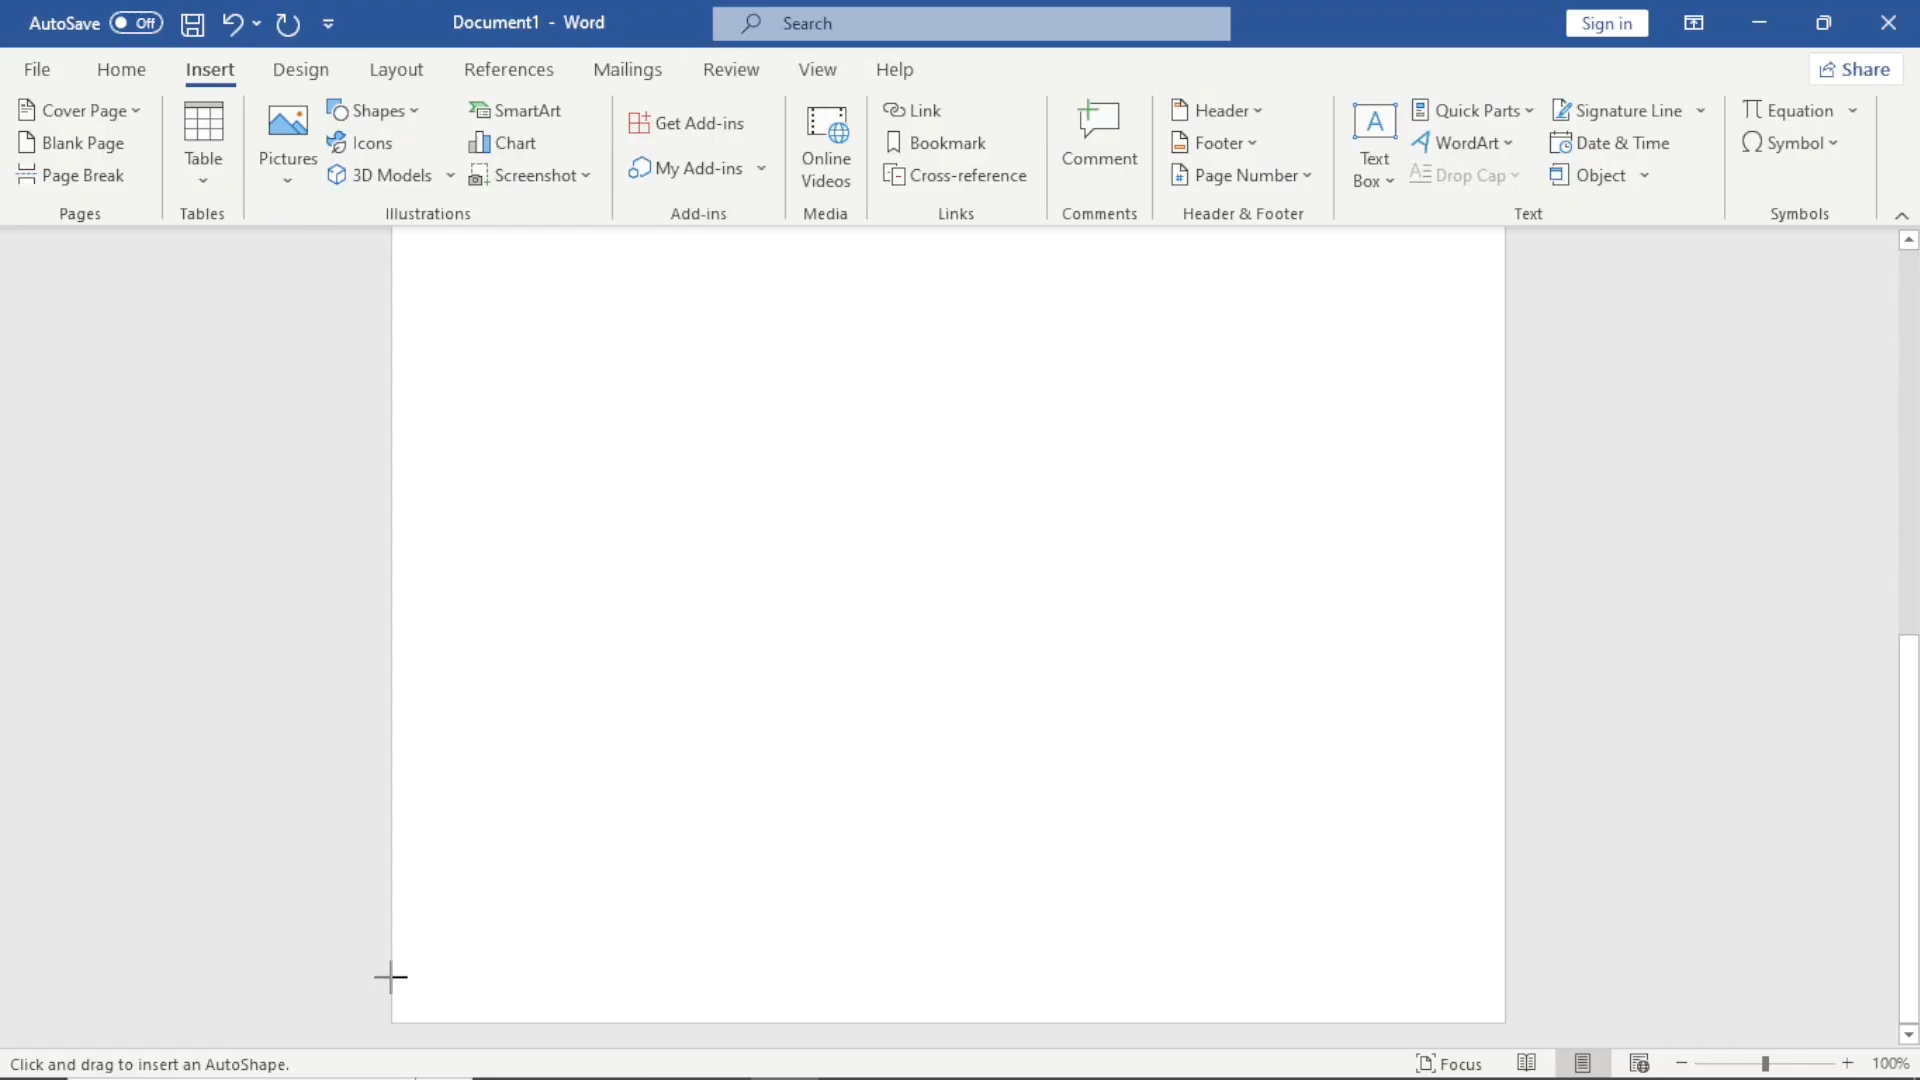 AutoSave Off Document1 - Word Search Sign in
File Home Insert Design Layout References Mailings Review View Help Share
Cover Page
Blank Page
Page Break
Pages
Table
Tables
Pictures
Shapes
Icons
3D Models
SmartArt
Chart
Screenshot
Illustrations
Get Add-ins
My Add-ins
Add-ins
Online
Videos
Media
Link
Bookmark
Cross-reference
Links
Comment
Comments
Header
Footer
Page Number
Header & Footer
Text
Box
Quick Parts
WordArt
Drop Cap
Signature Line
Date & Time
Object
Text
Equation
Symbol
Symbols
Click and drag to insert an AutoShape. Focus 100%